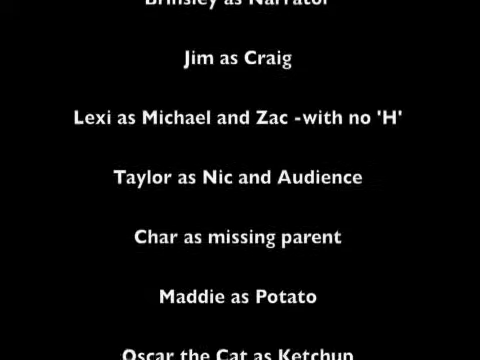 Brinsley as Narrator
Jim as Craig
Lexi as Michael and Zac -with no 'H'
Taylor as Nic and Audience
Char as missing parent
Maddie as Potato
Oscar the Cat as Ketchup